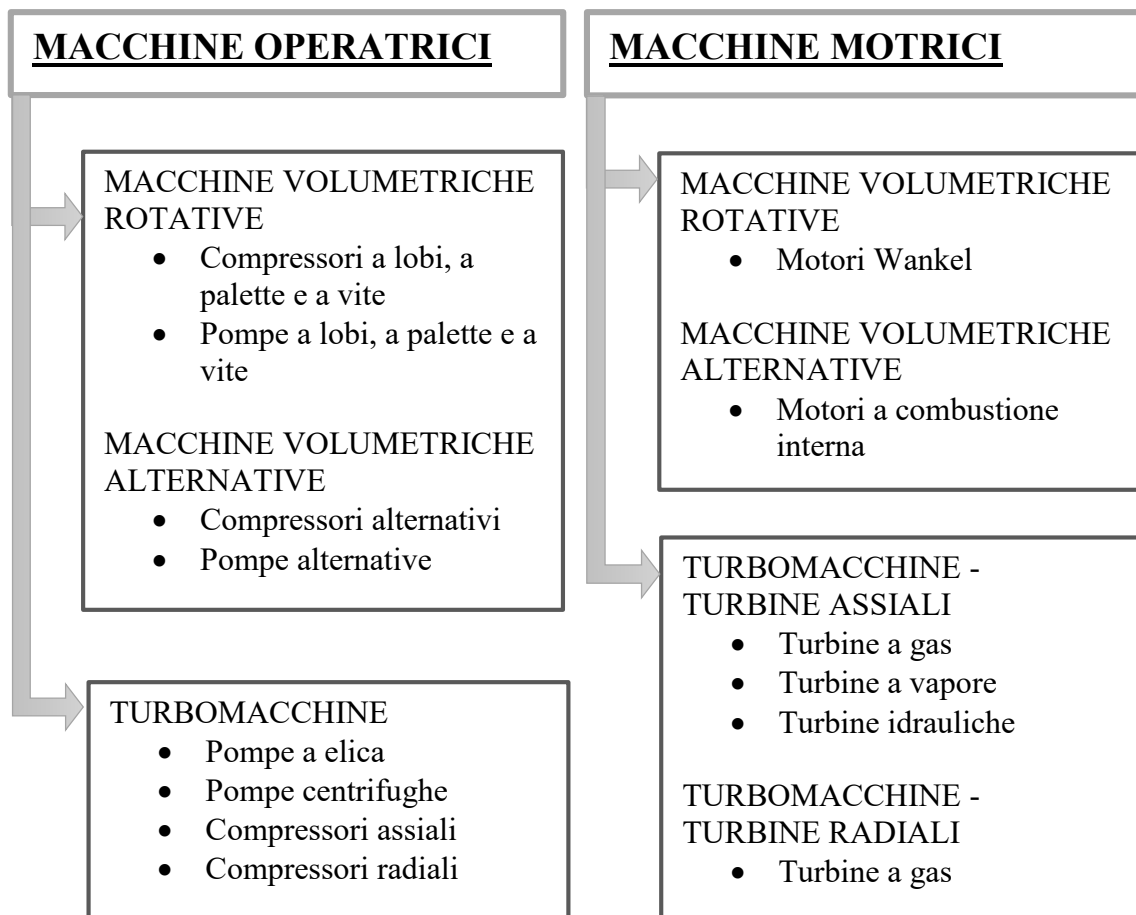 MACCHINE OPERATRICI
MACCHINE VOLUMETRICHE
ROTATIVE
• Compressori a lobi, a
palette e a vite
• Pompe a lobi, a palette e a
vite
MACCHINE VOLUMETRICHE
ALTERNATIVE
• Compressori alternativi
• Pompe alternative
TURBOMACCHINE
• Pompe a elica
• Pompe centrifughe
• Compressori assiali
• Compressori radiali
MACCHINE MOTRICI
MACCHINE VOLUMETRICHE
ROTATIVE
• Motori Wankel
MACCHINE VOLUMETRICHE
ALTERNATIVE
• Motori a combustione
interna
TURBOMACCHINE -
TURBINE ASSIALI
• Turbine a gas
• Turbine a vapore
• Turbine idrauliche
TURBOMACCHINE -
TURBINE RADIALI
• Turbine a gas